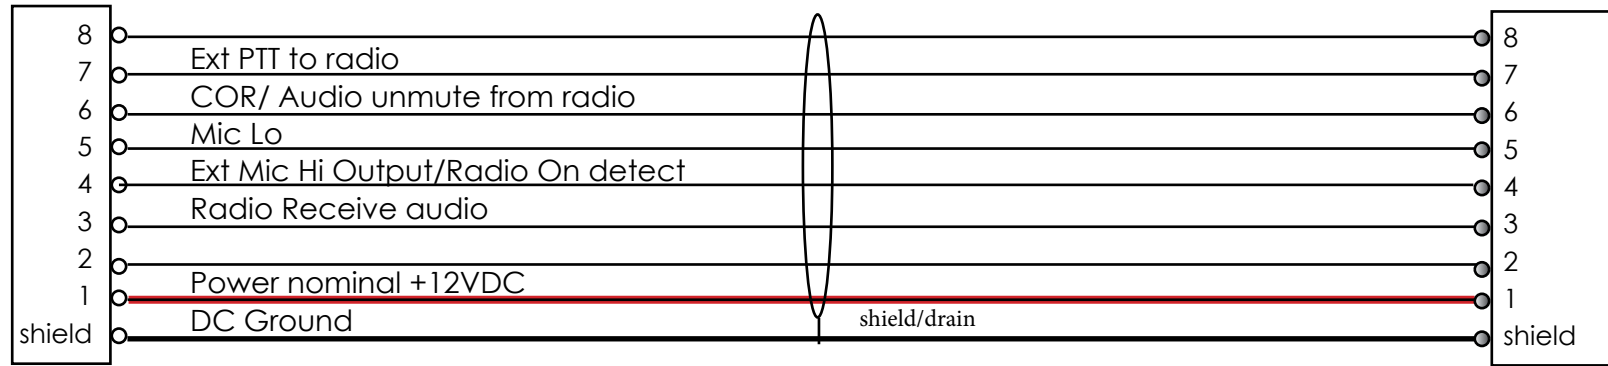 8 8
Ext PTT to radio
7 7
COR/ Audio unmute from radio
6 6
Mic Lo
5 5
Ext Mic Hi Output/Radio On detect
4 4
Radio Receive audio
3 3
2 2
Power nominal +12VDC
1 1
DC Ground shield/drain
shield shield